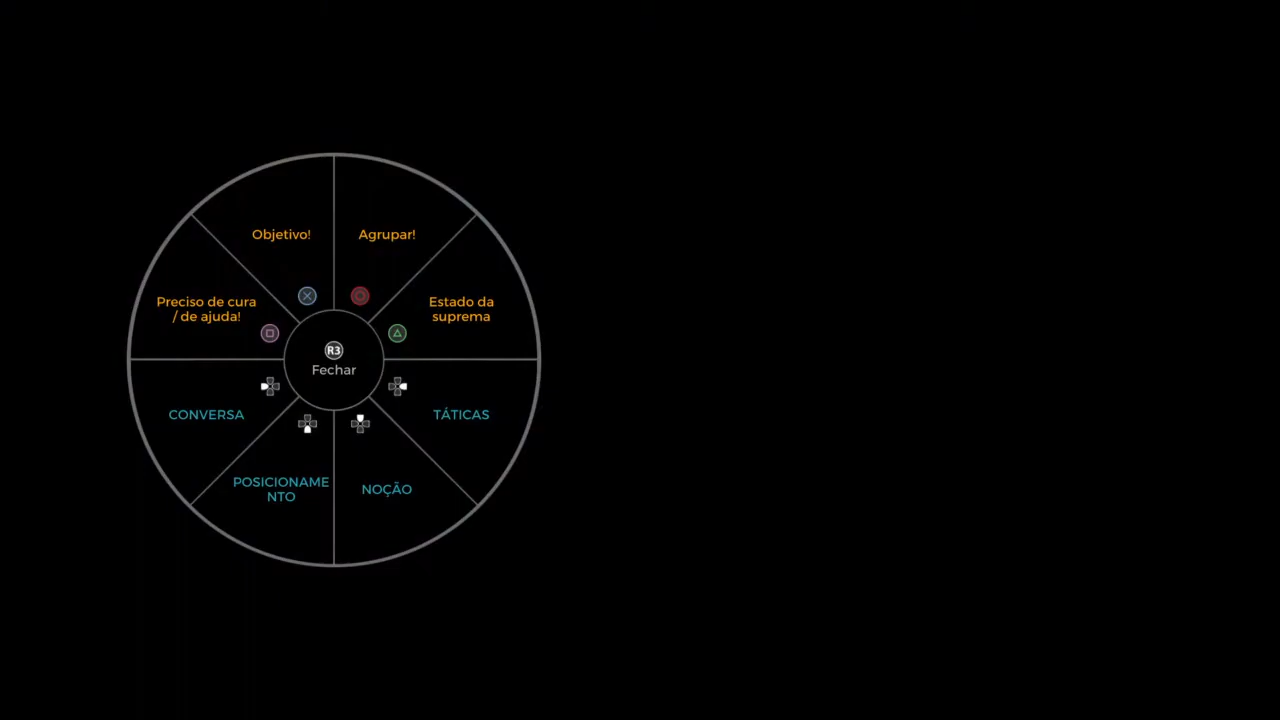 Objetivo!
Agrupar!
Preciso de cura
/ de ajuda!
Estado da
suprema
R3
Fechar
CONVERSA
TÁTICAS
POSICIONAME
NTO
NOÇÃO